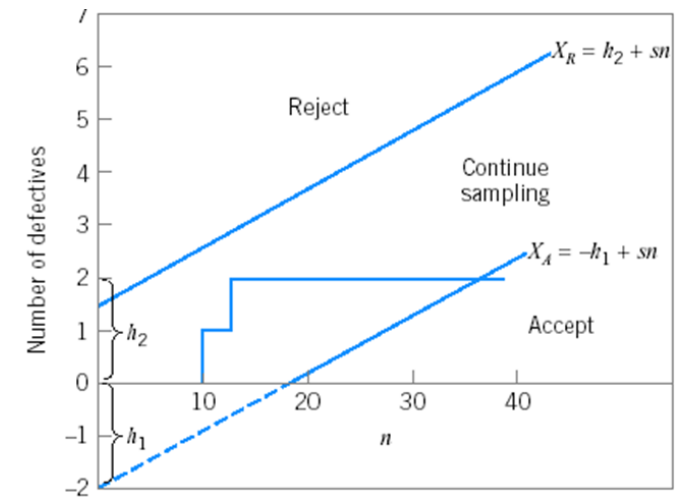 7
X_R = h_2 + sn
6
Reject
5
Continue
sampling
4
3
X_A = –h_1 + sn
2
Number of defectives
1
h_2
Accept
0
10 20 30 40
n
–1
h_1
–2